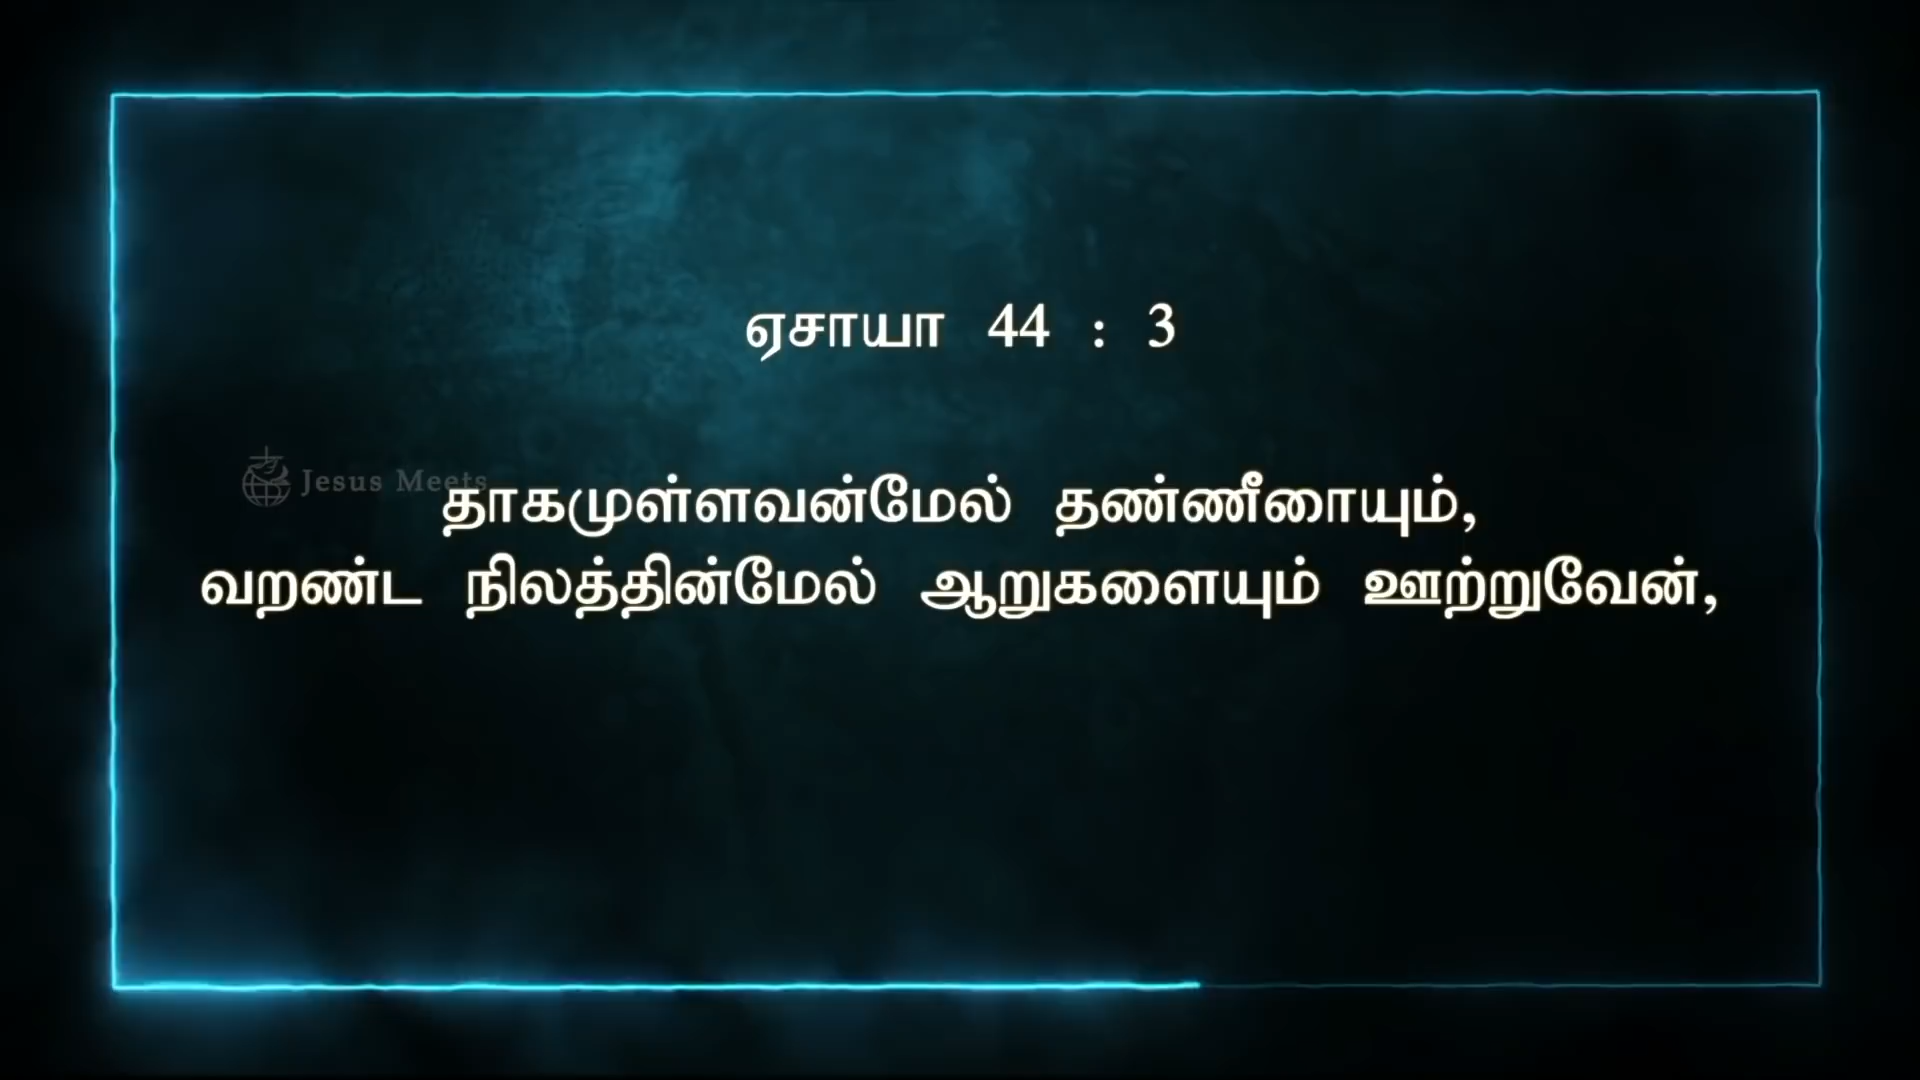 ஏசாயா 44 : 3
Jesus Meets
தாகமுள்ளவன்மேல் தண்ணீரையும்,
வறண்ட நிலத்தின்மேல் ஆறுகளையும் ஊற்றுவேன்,